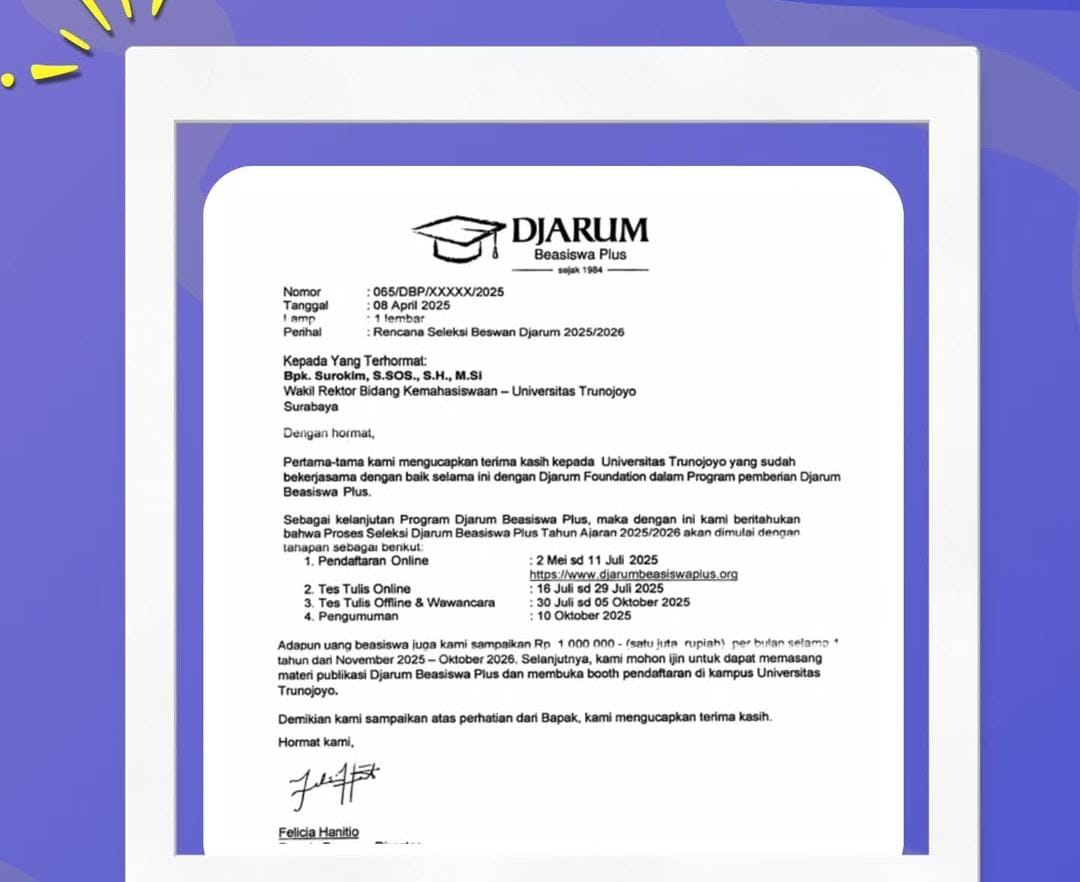 DJARUM
Beasiswa Plus
sejak 1984
Nomor : 065/DBP/XXXXX/2025
Tanggal : 08 April 2025
Lamp : 1 lembar
Perihal : Rencana Seleksi Beswan Djarum 2025/2026
Kepada Yang Terhormat:
Bpk. Surokim, S.SOS., S.H., M.Si
Wakil Rektor Bidang Kemahasiswaan – Universitas Trunojoyo
Surabaya
Dengan hormat,
Pertama-tama kami mengucapkan terima kasih kepada Universitas Trunojoyo yang sudah
bekerjasama dengan baik selama ini dengan Djarum Foundation dalam Program pemberian Djarum
Beasiswa Plus.
Sebagai kelanjutan Program Djarum Beasiswa Plus, maka dengan ini kami beritahukan
bahwa Proses Seleksi Djarum Beasiswa Plus Tahun Ajaran 2025/2026 akan dimulai dengan
tahapan sebagai berikut:
1. Pendaftaran Online : 2 Mei sd 11 Juli 2025
https://www.djarumbeasiswaplus.org
2. Tes Tulis Online : 16 Juli sd 29 Juli 2025
3. Tes Tulis Offline & Wawancara : 30 Juli sd 05 Oktober 2025
4. Pengumuman : 10 Oktober 2025
Adapun uang beasiswa juga kami sampaikan Rp. 1.000.000,- (satu juta rupiah) per bulan selama 1
tahun dari November 2025 – Oktober 2026. Selanjutnya, kami mohon ijin untuk dapat memasang
materi publikasi Djarum Beasiswa Plus dan membuka booth pendaftaran di kampus Universitas
Trunojoyo.
Demikian kami sampaikan atas perhatian dari Bapak, kami mengucapkan terima kasih.
Hormat kami,
Felicia Hanitio